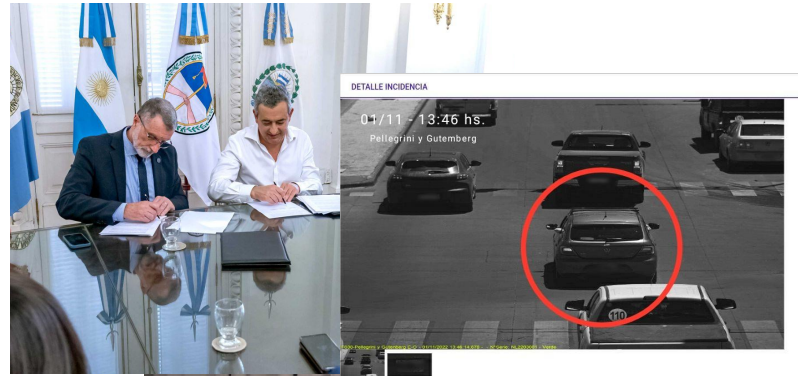 DETALLE INCIDENCIA
01/11 - 13:46 hs.
Pellegrini y Gutemberg
110